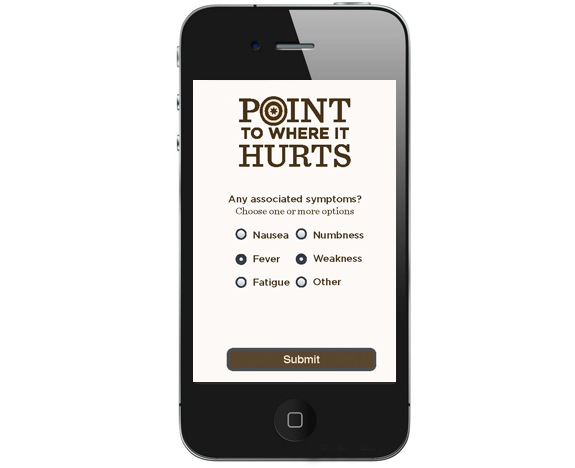 POINT
TO WHERE IT
HURTS
Any associated symptoms?
Choose one or more options
Nausea Numbness
Fever Weakness
Fatigue Other
Submit